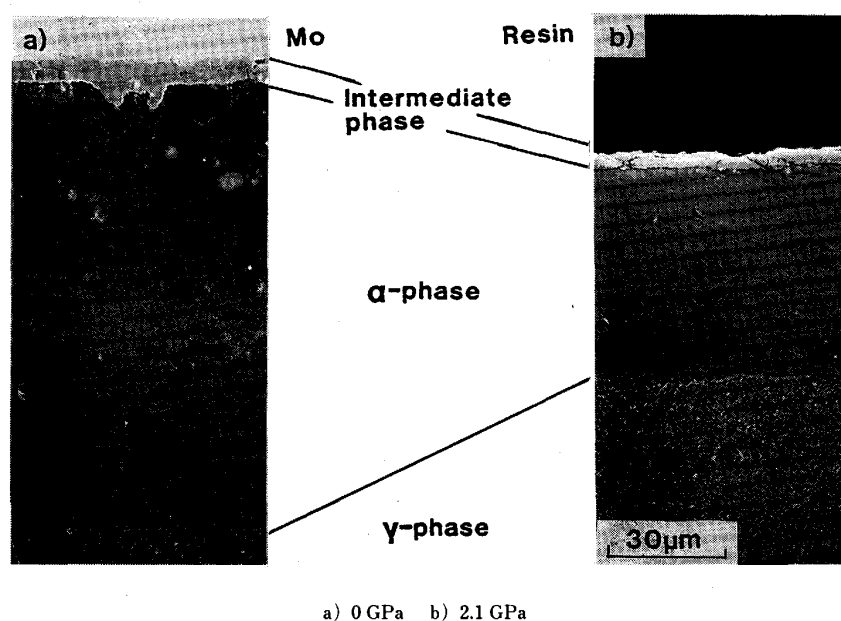 a)
Mo
Resin
b)
Intermediate
phase
α-phase
γ-phase
30μm
a) 0 GPa b) 2.1 GPa